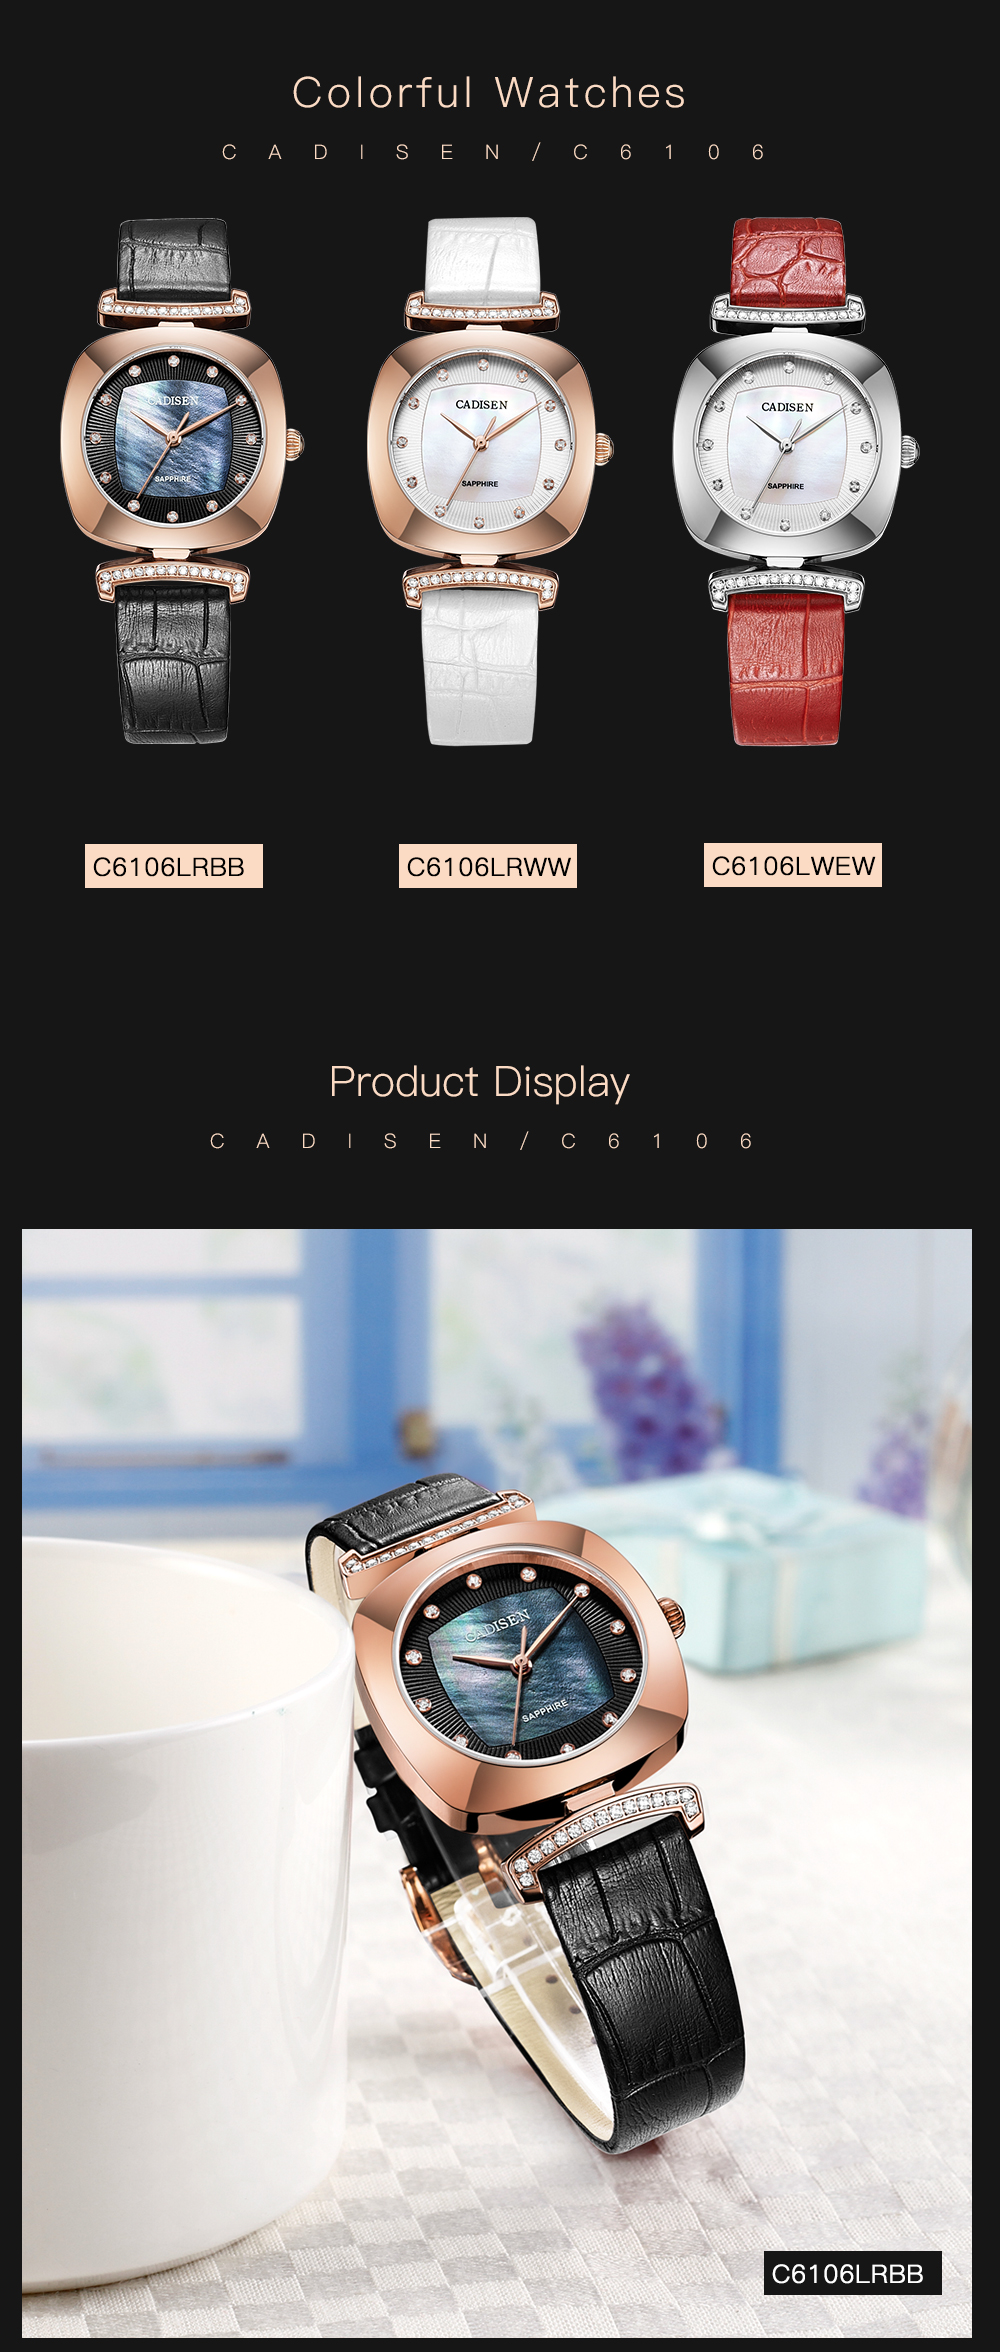 Colorful Watches
CADISEN/C6106
CADISEN
SAPPHIRE
CADISEN
SAPPHIRE
CADISEN
SAPPHIRE
C6106LRBB
C6106LRWW
C6106LWEW
Product Display
CADISEN/C6106
CADISEN
SAPPHIRE
C6106LRBB